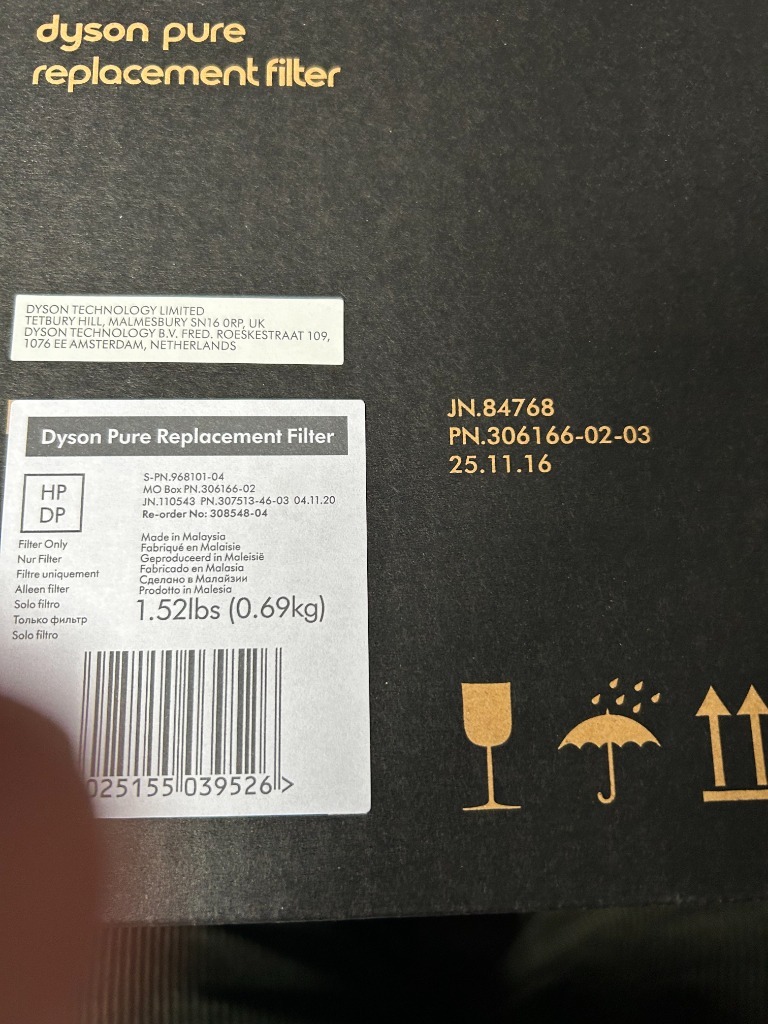 dyson pure
replacement filter
DYSON TECHNOLOGY LIMITED
TETBURY HILL, MALMESBURY SN16 0RP, UK
DYSON TECHNOLOGY B.V. FRED. ROESKESTRAAT 109,
1076 EE AMSTERDAM, NETHERLANDS
JN.84768
PN.306166-02-03
25.11.16
Dyson Pure Replacement Filter
HP
DP
S-PN.968101-04
MO Box PN.306166-02
JN.110543 PN.307513-46-03 04.11.20
Re-order No: 308548-04
Filter Only
Nur Filter
Filtre uniquement
Alleen filter
Solo filtro
Только фильтр
Solo filtro
Made in Malaysia
Fabriqué en Malaisie
Geproduceerd in Maleisië
Fabricado en Malasia
Сделано в Малайзии
Prodotto in Malesia
1.52lbs (0.69kg)
025155 039526 >